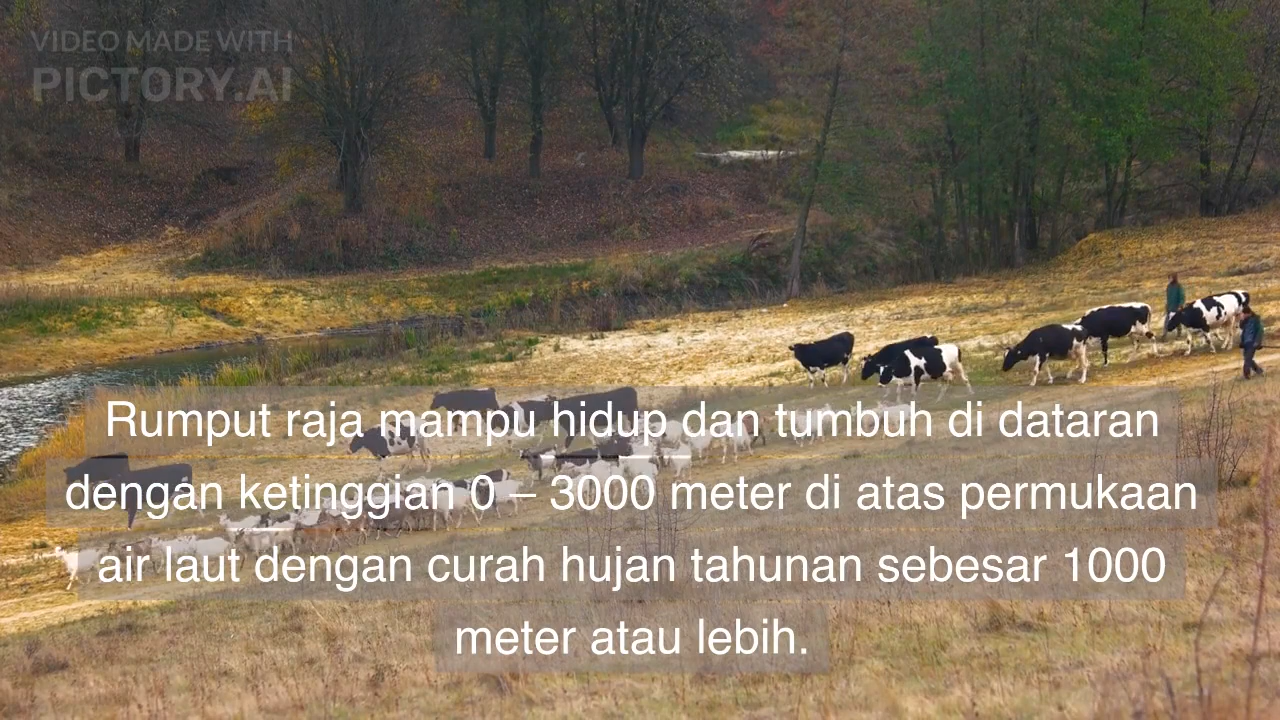 VIDEO MADE WITH
PICTORY.AI
Rumput raja mampu hidup dan tumbuh di dataran
dengan ketinggian 0 – 3000 meter di atas permukaan
air laut dengan curah hujan tahunan sebesar 1000
meter atau lebih.